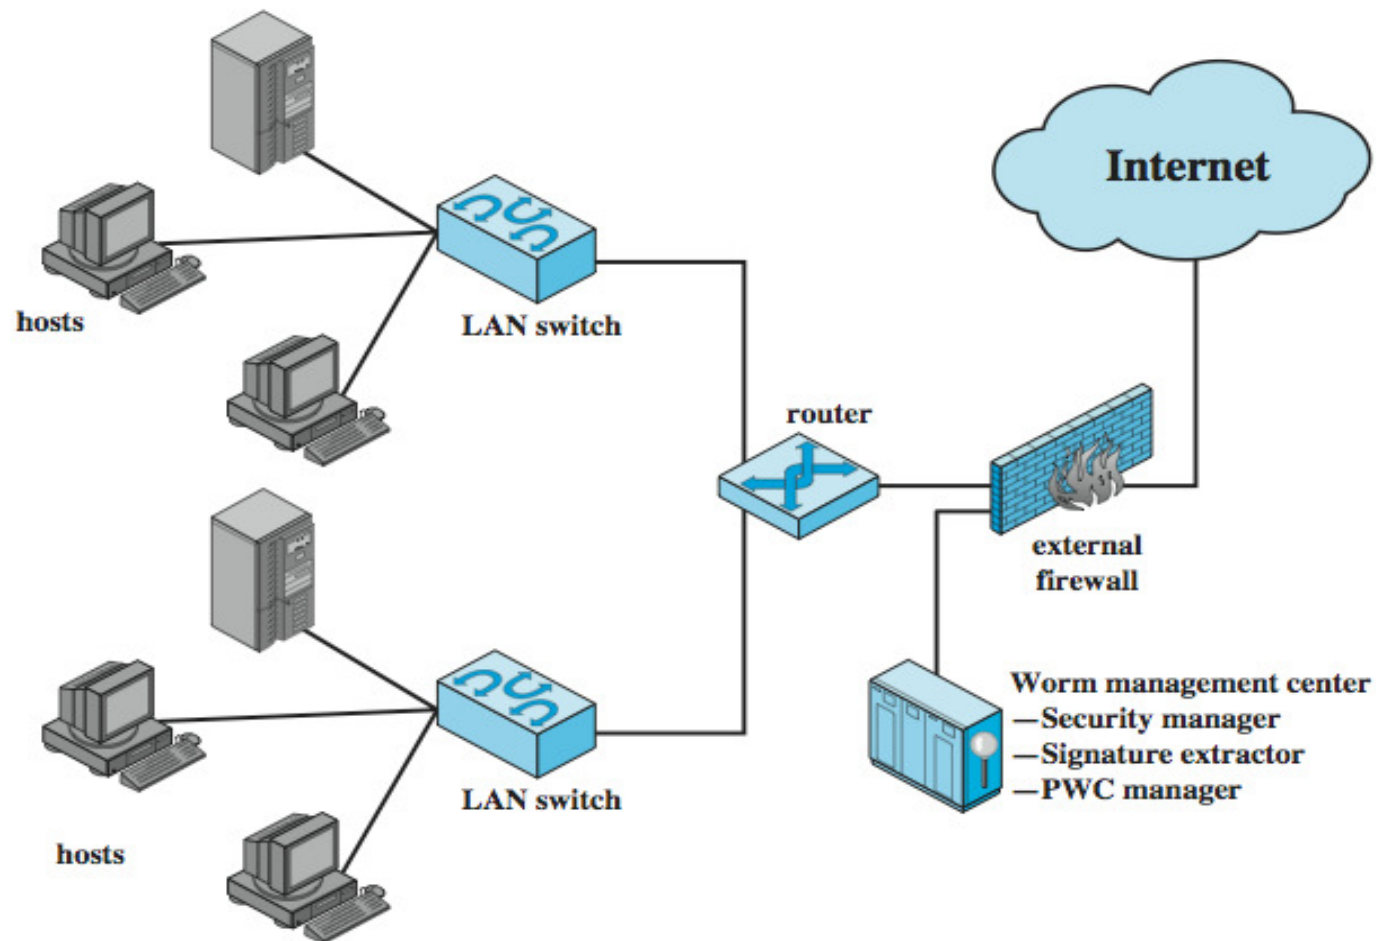 Internet
hosts
LAN switch
router
external
firewall
Worm management center
—Security manager
—Signature extractor
—PWC manager
LAN switch
hosts